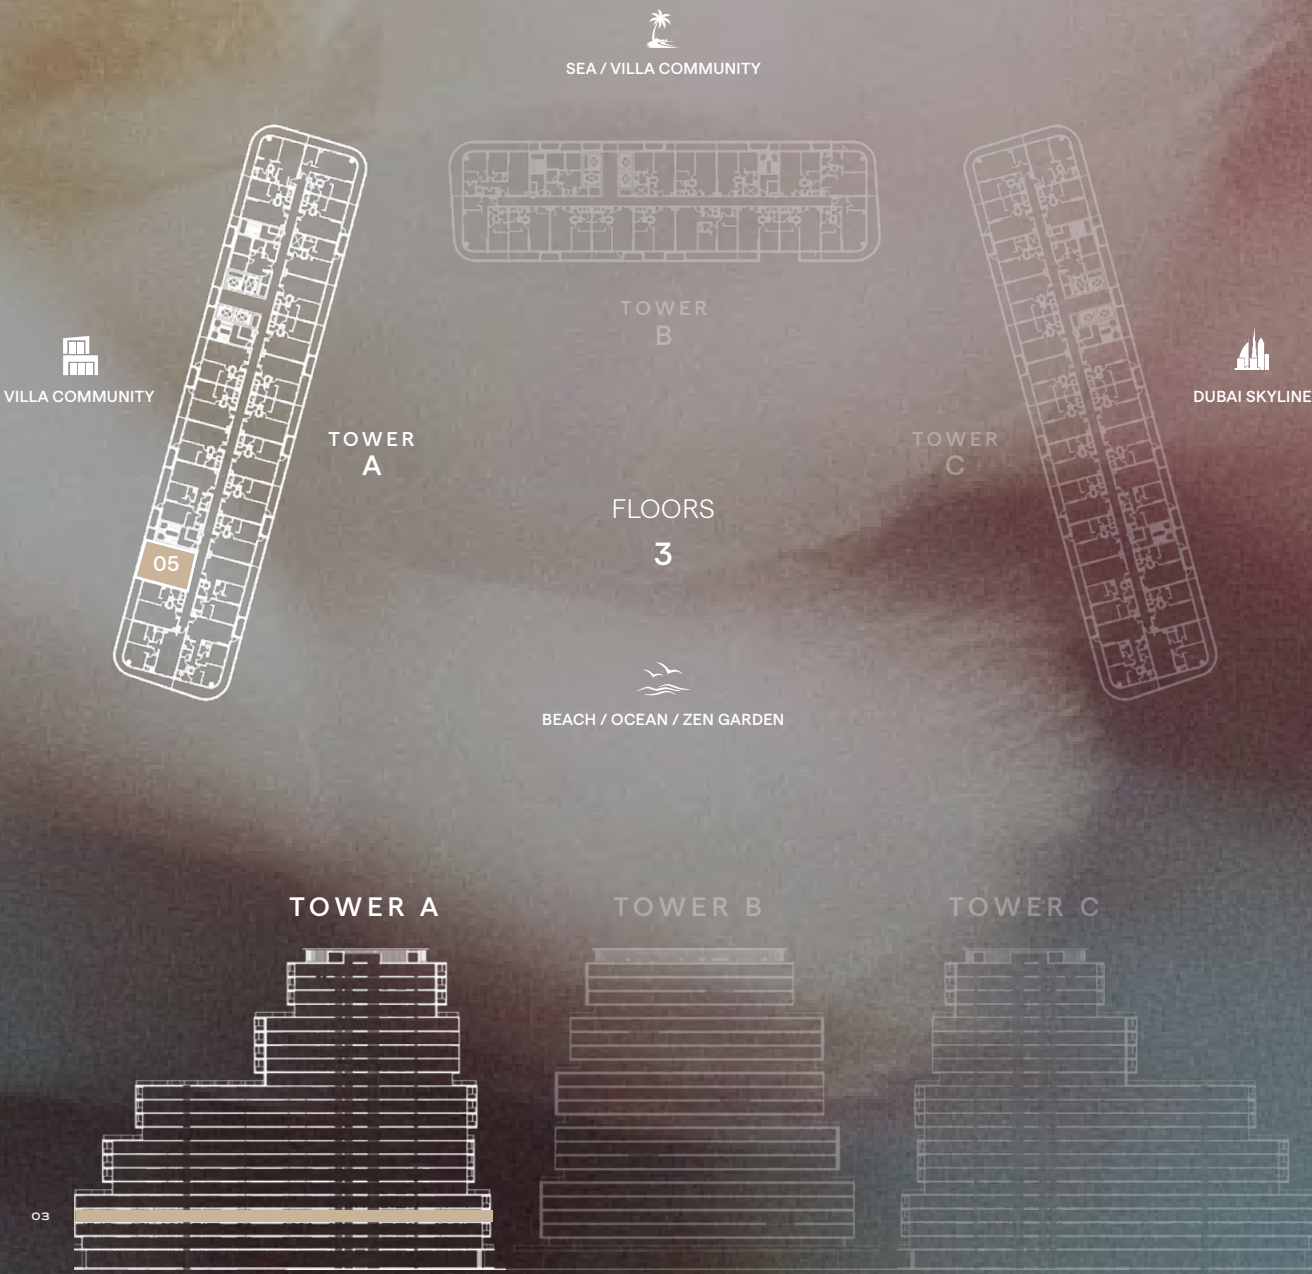 SEA / VILLA COMMUNITY
TOWER
B
VILLA COMMUNITY
DUBAI SKYLINE
TOWER
A
TOWER
C
FLOORS
3
05
BEACH / OCEAN / ZEN GARDEN
TOWER A
TOWER B
TOWER C
03